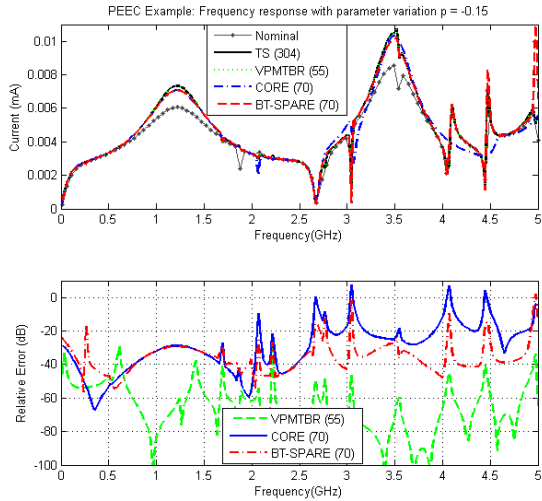 PEEC Example: Frequency response with parameter variation p = -0.15
Current (mA)
0.01
0.008
0.006
0.004
0.002
0
Nominal
TS (304)
VPMTBR (55)
CORE (70)
BT-SPARE (70)
0 0.5 1 1.5 2 2.5 3 3.5 4 4.5 5
Frequency(GHz)
Relative Error (dB)
0
-20
-40
-60
-80
-100
VPMTBR (55)
CORE (70)
BT-SPARE (70)
0 0.5 1 1.5 2 2.5 3 3.5 4 4.5 5
Frequency(GHz)